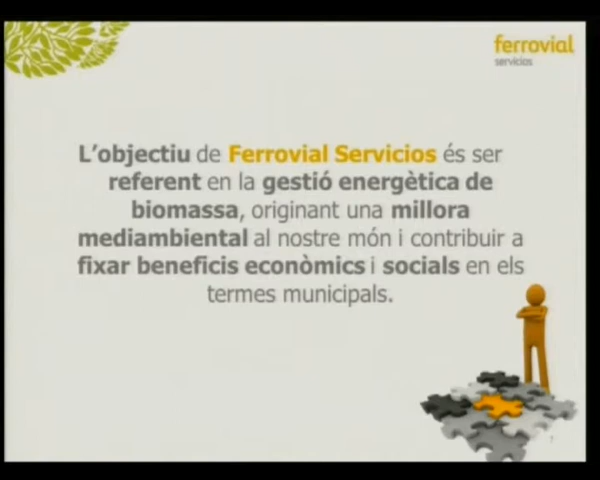 ferrovial
servicios
L'objectiu de Ferrovial Servicios és ser
referent en la gestió energètica de
biomassa, originant una millora
mediambiental al nostre món i contribuir a
fixar beneficis econòmics i socials en els
termes municipals.